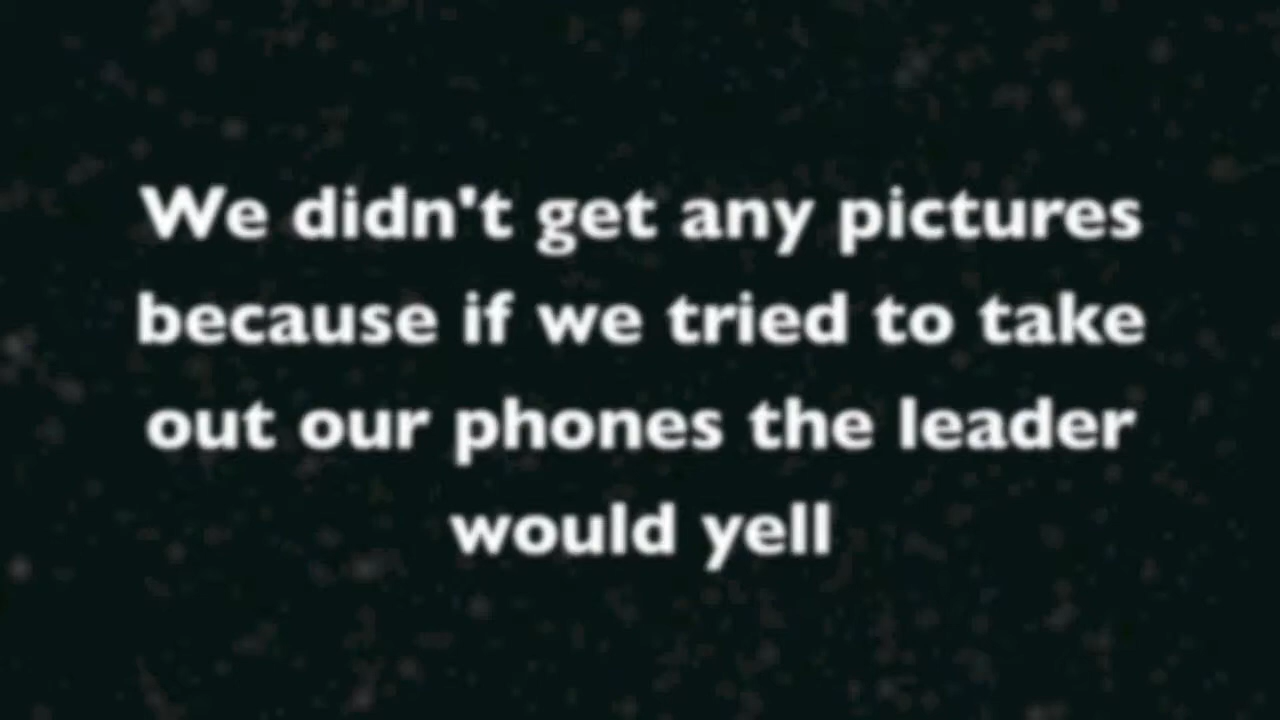 We didn't get any pictures
because if we tried to take
out our phones the leader
would yell